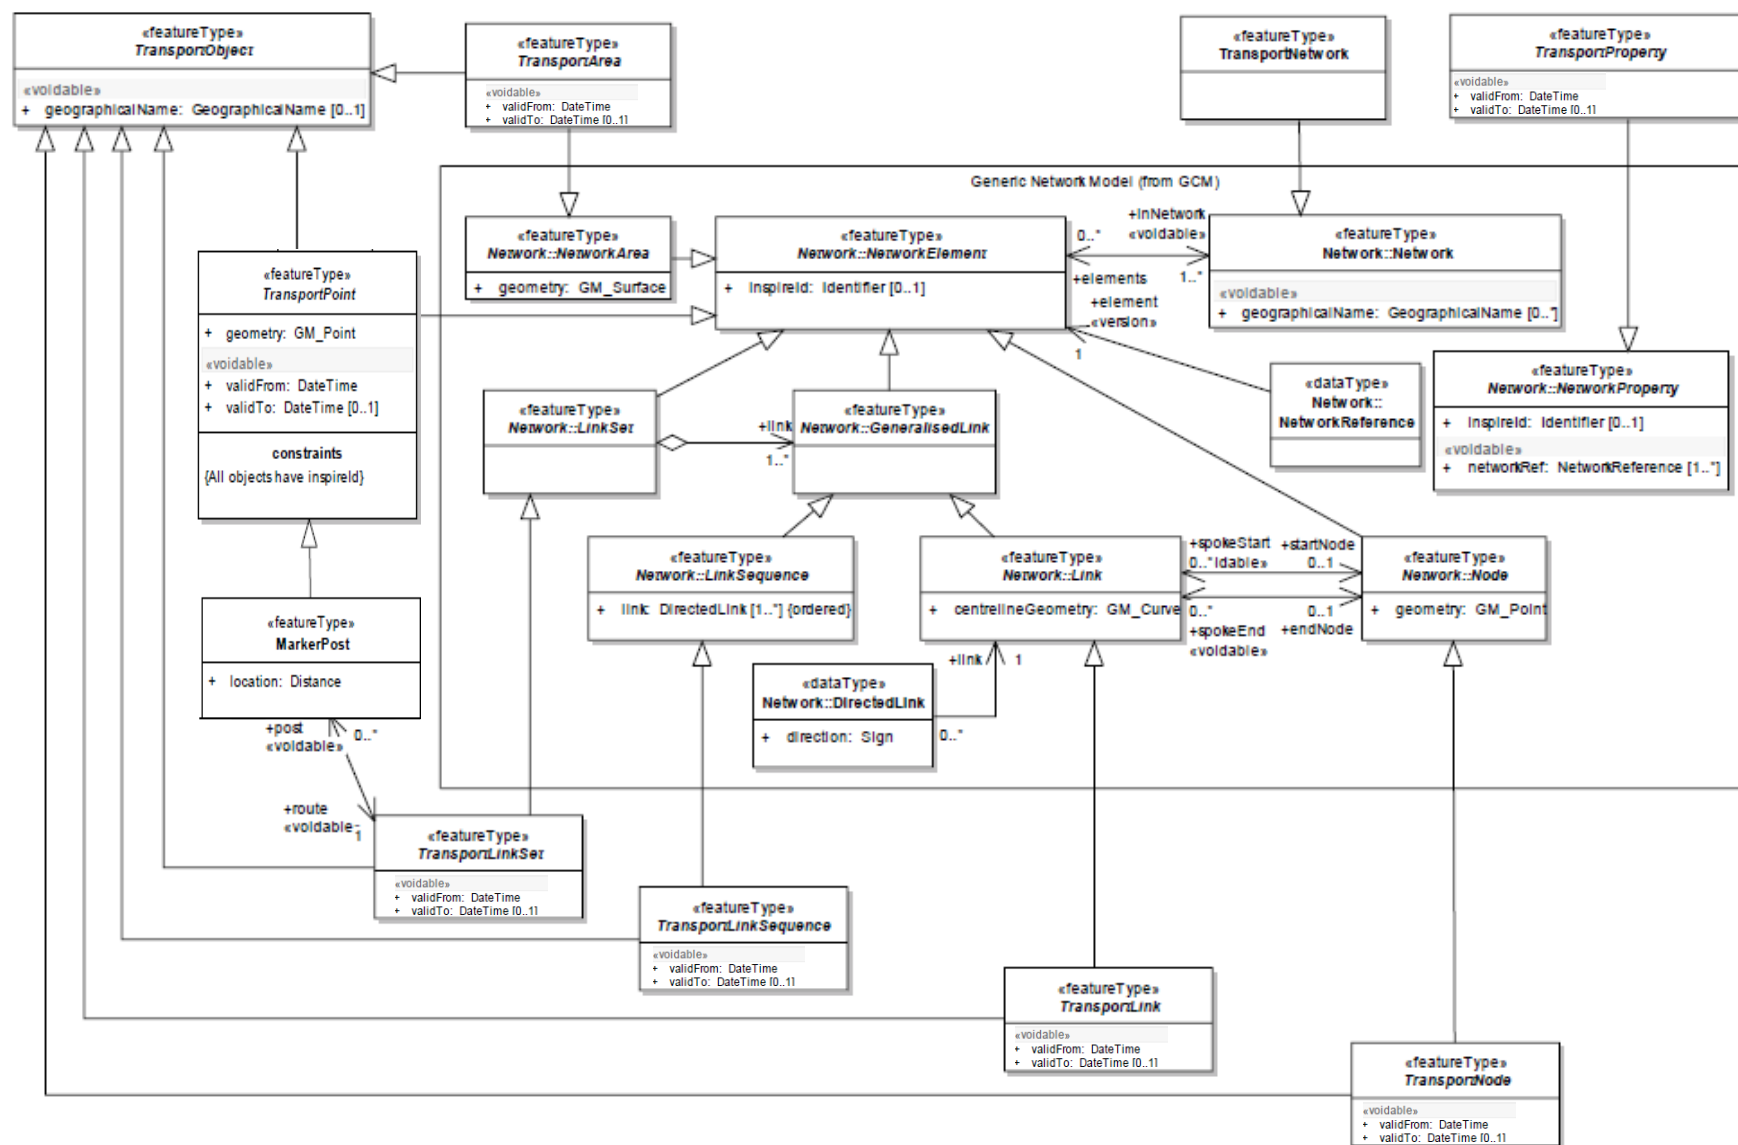 «featureType»
TransportObject
«voidable»
+ geographicalName: GeographicalName [0..1]
«featureType»
TransportArea
«voidable»
+ validFrom: DateTime
+ validTo: DateTime [0..1]
«featureType»
TransportNetwork
«featureType»
TransportProperty
«voidable»
+ validFrom: DateTime
+ validTo: DateTime [0..1]
Generic Network Model (from GCM)
«featureType»
Network::NetworkArea
+ geometry: GM_Surface
«featureType»
Network::NetworkElement
+ inspireId: Identifier [0..1]
+inNetwork
0..* «voidable»
+elements 1..*
+element
«version»
1
«featureType»
Network::Network
«voidable»
+ geographicalName: GeographicalName [0..*]
«featureType»
TransportPoint
+ geometry: GM_Point
«voidable»
+ validFrom: DateTime
+ validTo: DateTime [0..1]
constraints
{All objects have inspireId}
«featureType»
Network::LinkSet
+link
1..*
«featureType»
Network::GeneralisedLink
«dataType»
Network::
NetworkReference
«featureType»
Network::NetworkProperty
+ inspireId: Identifier [0..1]
«voidable»
+ networkRef: NetworkReference [1..*]
«featureType»
Network::LinkSequence
+ link: DirectedLink [1..*] {ordered}
«featureType»
Network::Link
+ centrelineGeometry: GM_Curve
+spokeStart +startNode
0..*idable» 0..1
0..* 0..1
+spokeEnd +endNode
«voidable»
«featureType»
Network::Node
+ geometry: GM_Point
«featureType»
MarkerPost
+ location: Distance
+link 1
«dataType»
Network::DirectedLink
+ direction: Sign
0..*
+post
«voidable» 0..*
+route
«voidable
1
«featureType»
TransportLinkSet
«voidable»
+ validFrom: DateTime
+ validTo: DateTime [0..1]
«featureType»
TransportLinkSequence
«voidable»
+ validFrom: DateTime
+ validTo: DateTime [0..1]
«featureType»
TransportLink
«voidable»
+ validFrom: DateTime
+ validTo: DateTime [0..1]
«featureType»
TransportNode
«voidable»
+ validFrom: DateTime
+ validTo: DateTime [0..1]